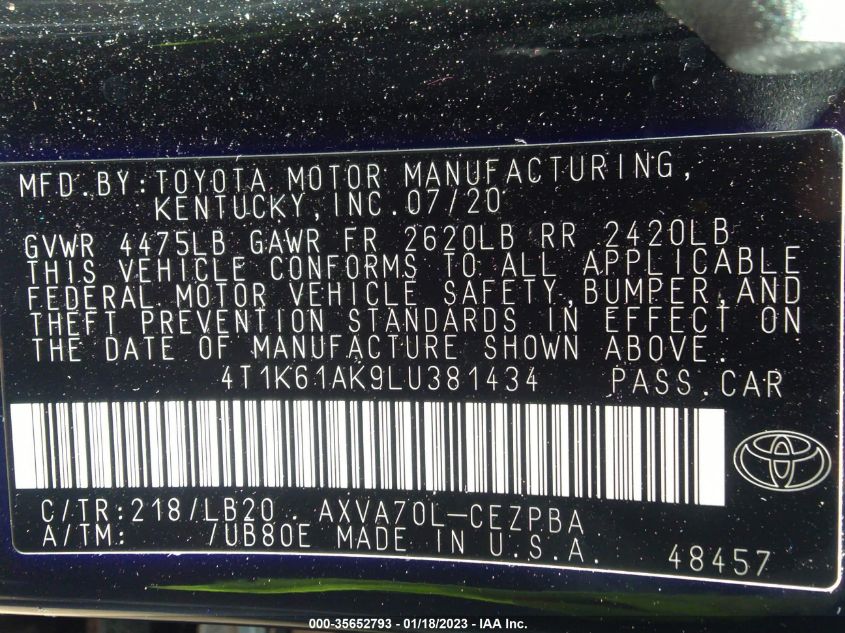 MFD.BY:TOYOTA MOTOR MANUFACTURING,
KENTUCKY,INC.07/20
GVWR 4475LB GAWR FR 2620LB RR 2420LB
THIS VEHICLE CONFORMS TO ALL APPLICABLE
FEDERAL MOTOR VEHICLE SAFETY,BUMPER,AND
THEFT PREVENTION STANDARDS IN EFFECT ON
THE DATE OF MANUFACTURE SHOWN ABOVE.
4T1K61AK9LU381434 PASS.CAR
C/TR:218/LB20 AXVA70L-CEZPBA
A/TM: /UB80E MADE IN U.S.A.
48457
000-35652793 - 01/18/2023 - IAA Inc.